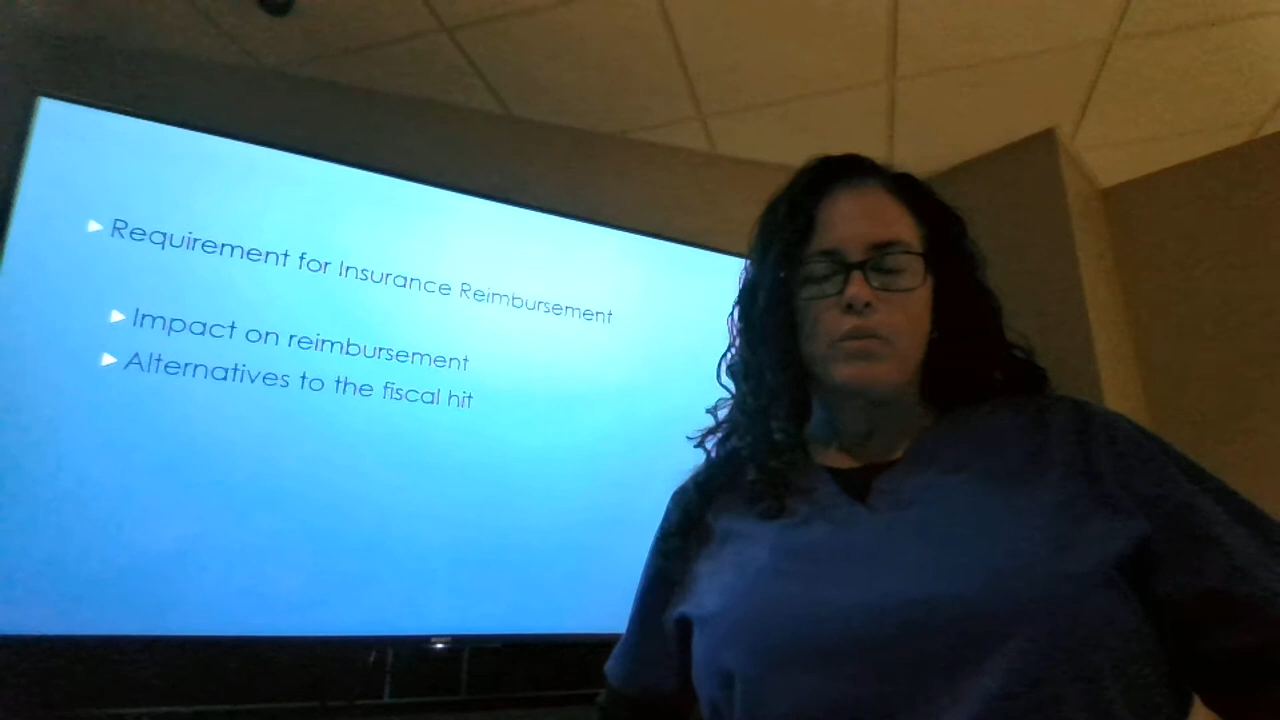 Requirement for Insurance Reimbursement
Impact on reimbursement
Alternatives to the fiscal hit